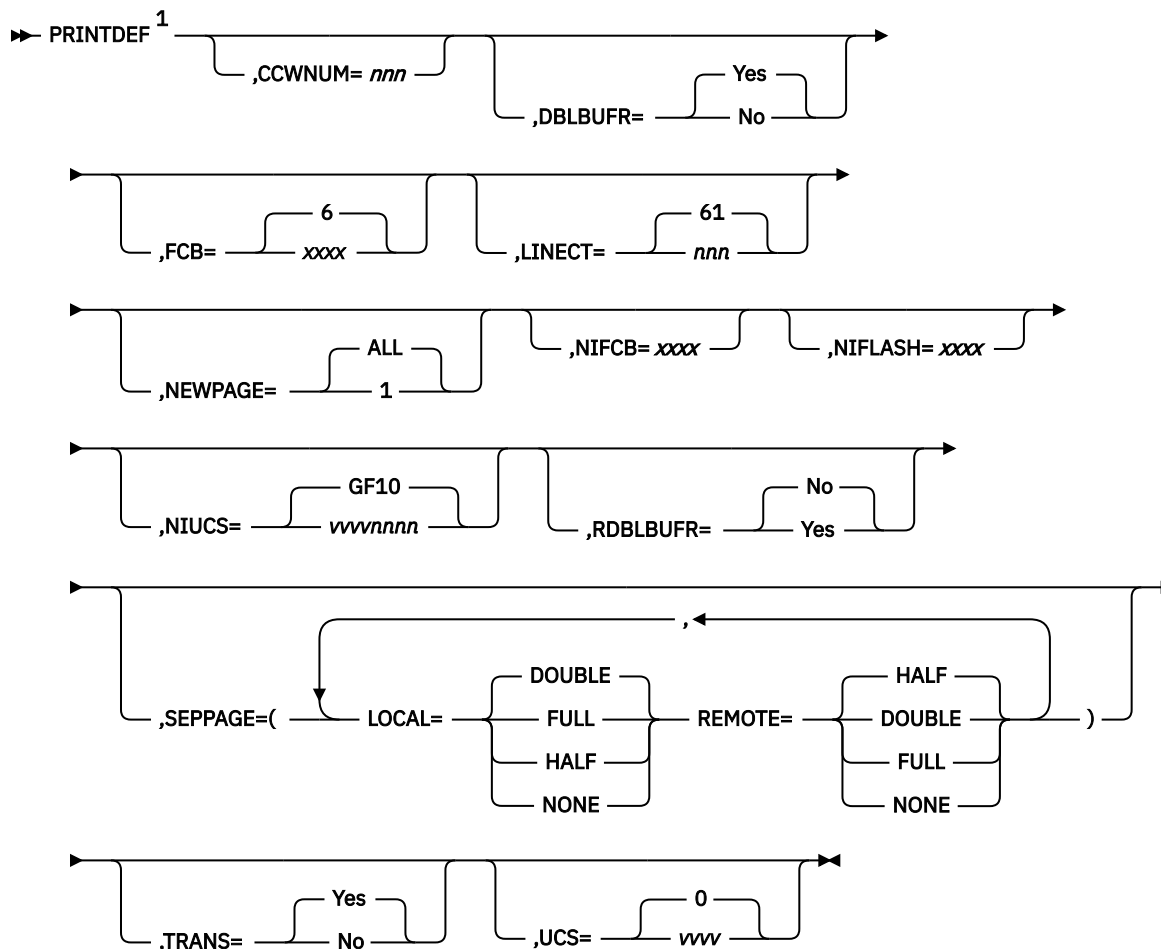 PRINTDEF 1
,CCWNUM= nnn
Yes
,DBLBUFR= No
6
61
,FCB= xxxx ,LINECT= nnn
ALL
,NIFCB= xxxx ,NIFLASH= xxxx
,NEWPAGE= 1
GF10 No
,NIUCS= vvvvnnnn ,RDBLBUFR= Yes
,
DOUBLE HALF
,SEPPAGE=( LOCAL= FULL REMOTE= DOUBLE )
HALF FULL
NONE NONE
Yes 0
,TRANS= No ,UCS= vvvv